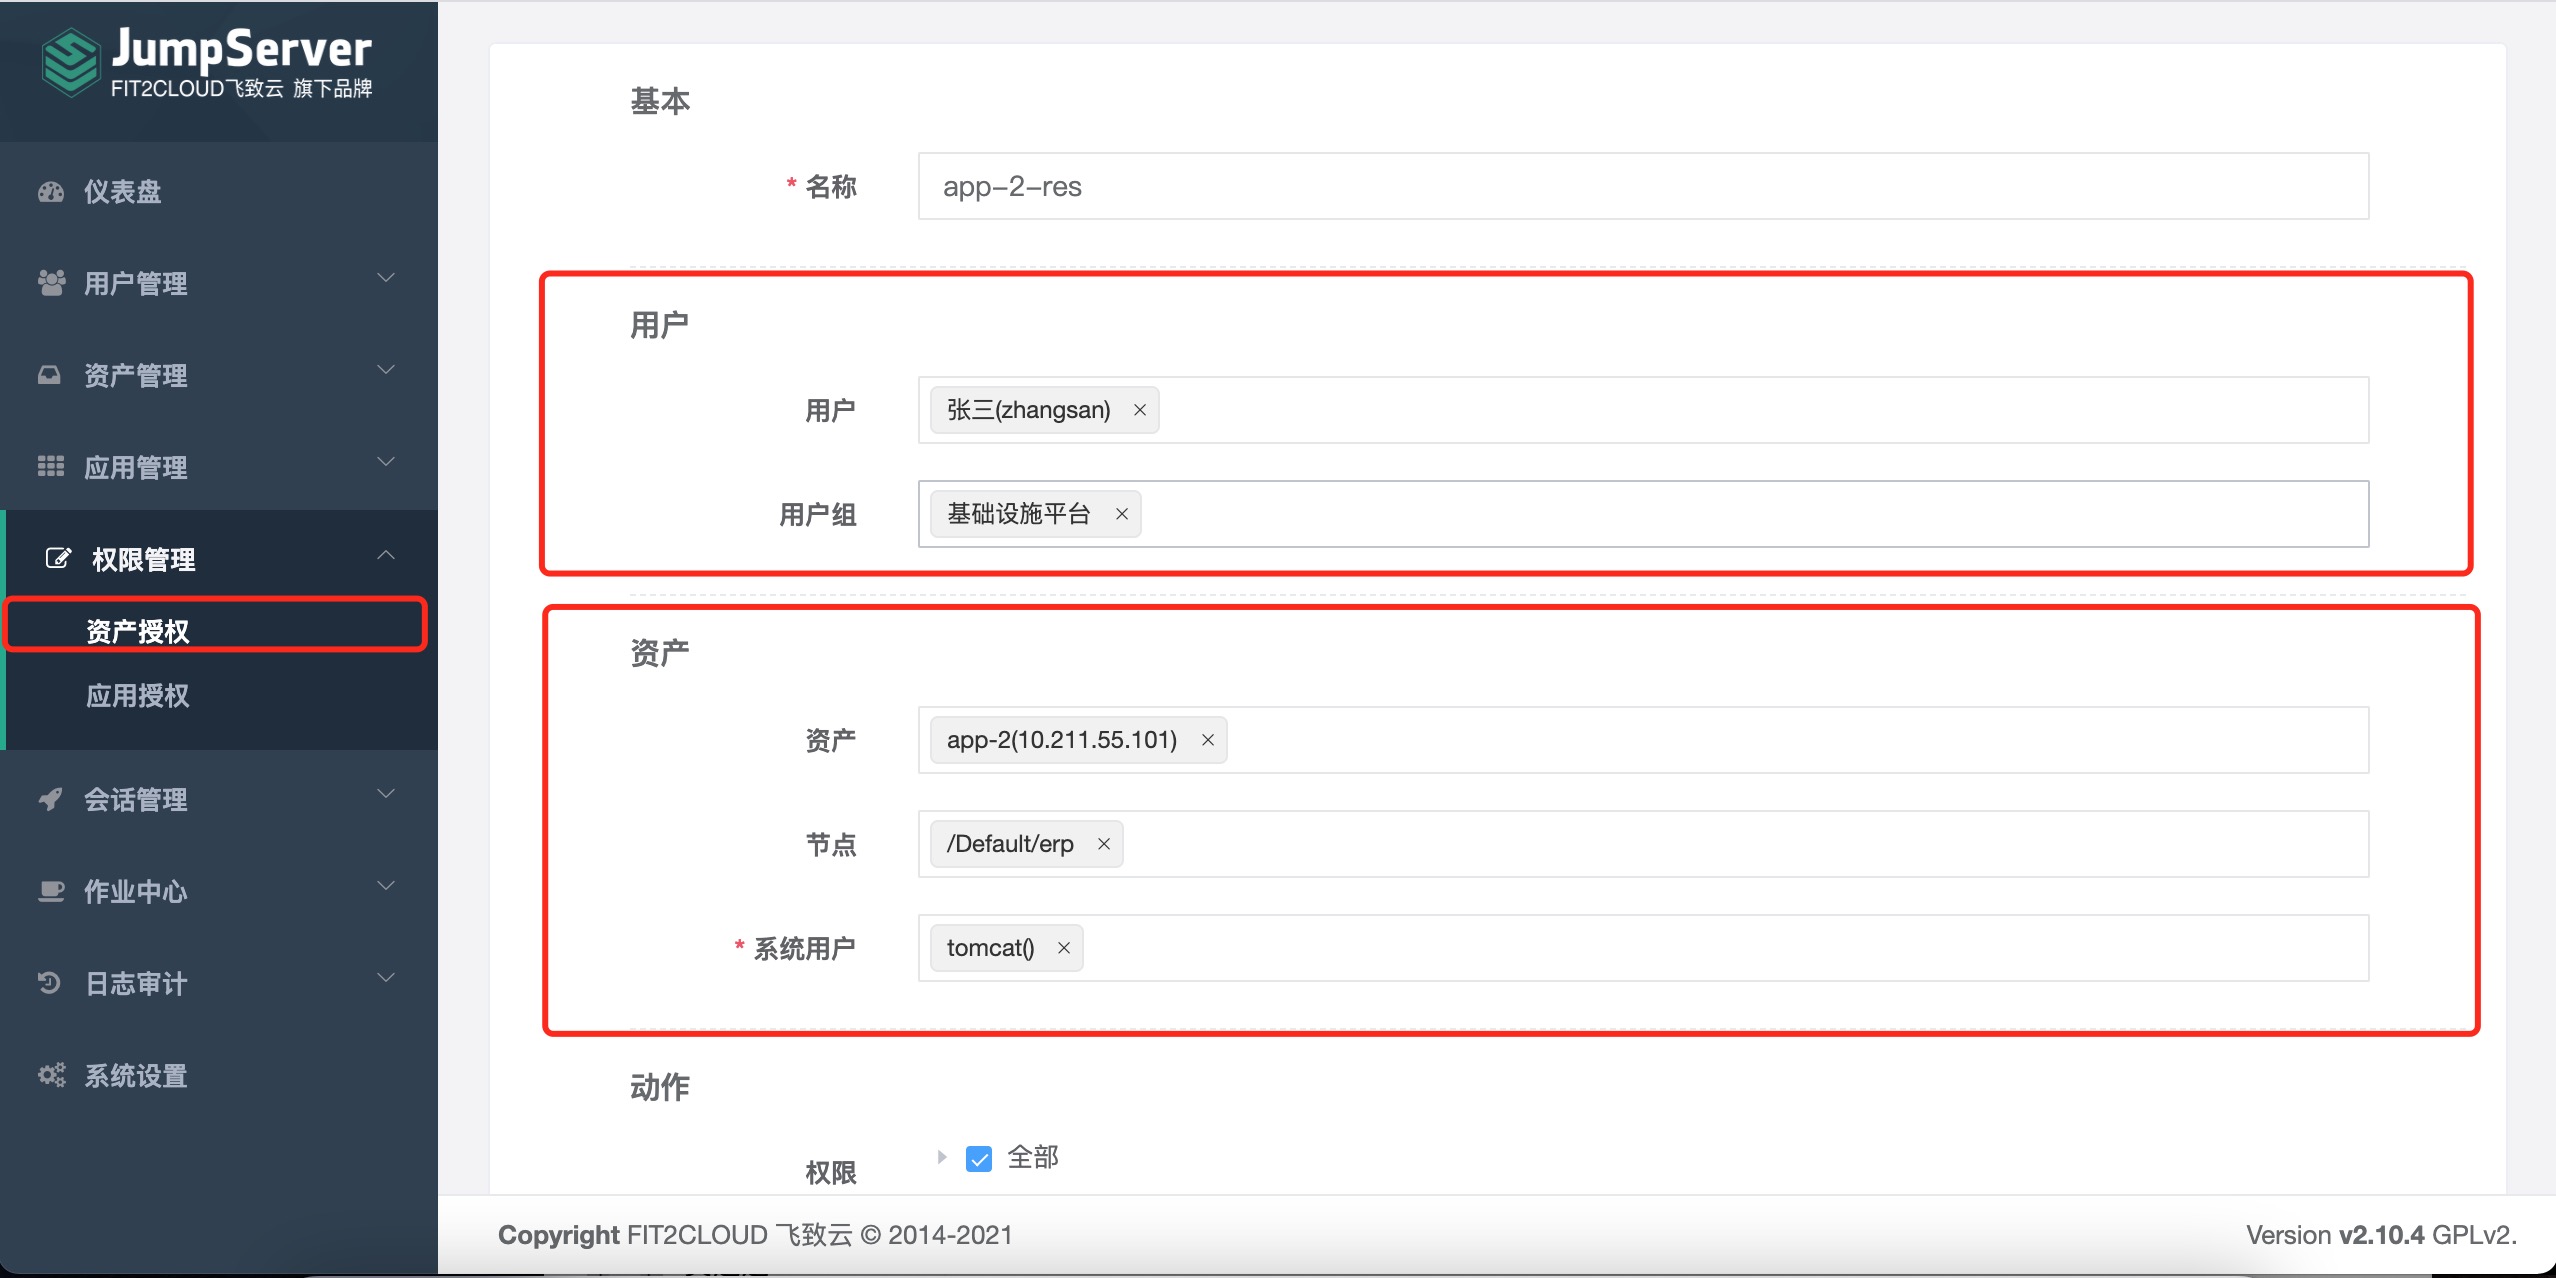 JumpServer
FIT2CLOUD飞致云 旗下品牌
仪表盘
用户管理
资产管理
应用管理
权限管理
资产授权
应用授权
会话管理
作业中心
日志审计
系统设置
基本
* 名称 app-2-res
用户
用户 张三(zhangsan) ×
用户组 基础设施平台 ×
资产
资产 app-2(10.211.55.101) ×
节点 /Default/erp ×
* 系统用户 tomcat() ×
动作
权限 全部
Copyright FIT2CLOUD 飞致云 © 2014-2021
Version v2.10.4 GPLv2.